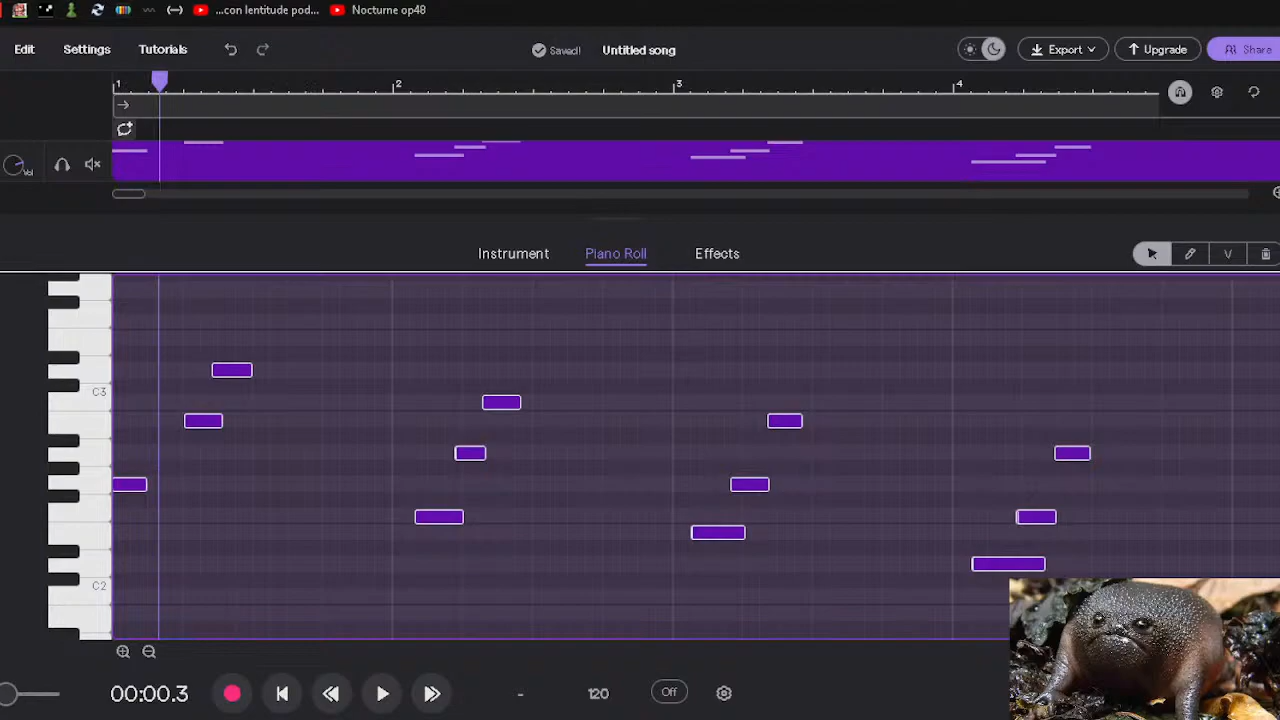 ...con lentitude pod... Nocturne op48
Edit Settings Tutorials Saved! Untitled song Export Upgrade Share
1 2 3 4
Vol
Instrument Piano Roll Effects
V
C3
C2
00:00.3 - 120 Off